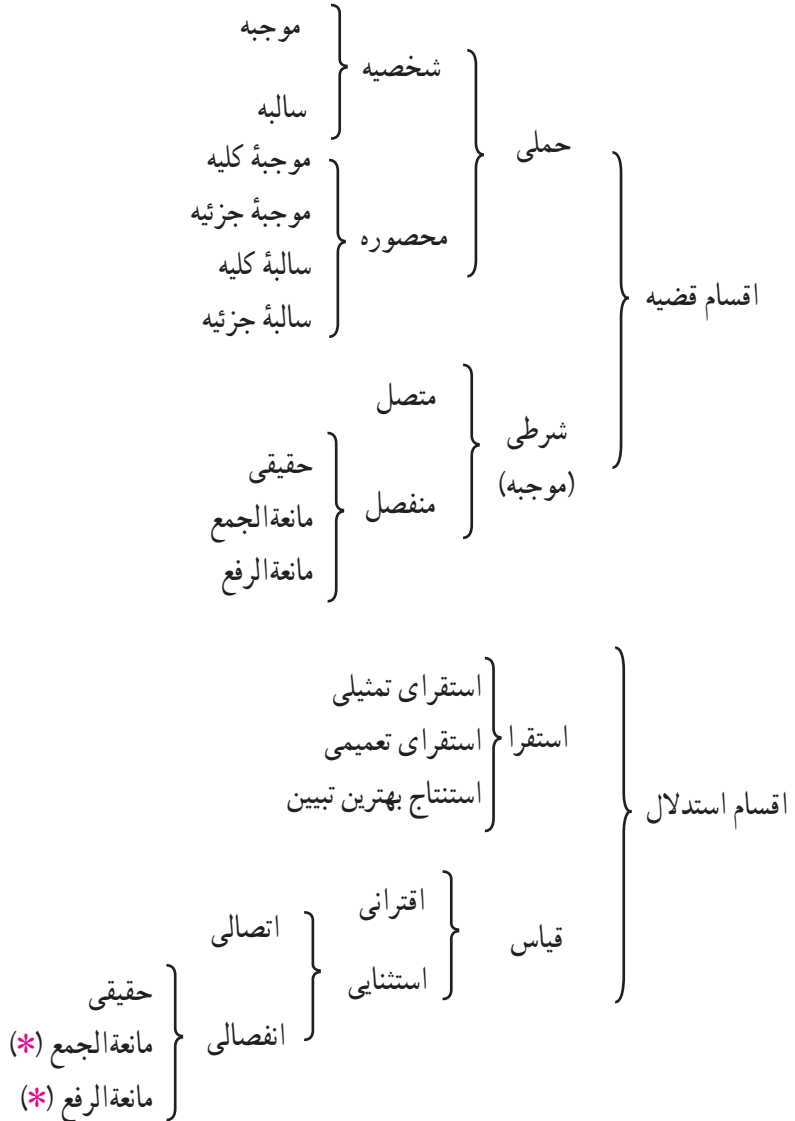 اقسام قضیه
حملی
شخصیه
موجبه
سالبه
محصوره
موجبهٔ کلیه
موجبهٔ جزئیه
سالبهٔ کلیه
سالبهٔ جزئیه
شرطی
(موجبه)
متصل
منفصل
حقیقی
مانعةالجمع
مانعةالرفع
اقسام استدلال
استقرا
استقرای تمثیلی
استقرای تعمیمی
استنتاج بهترین تبیین
قیاس
اقترانی
استثنایی
اتصالی
انفصالی
حقیقی
مانعةالجمع (*)
مانعةالرفع (*)